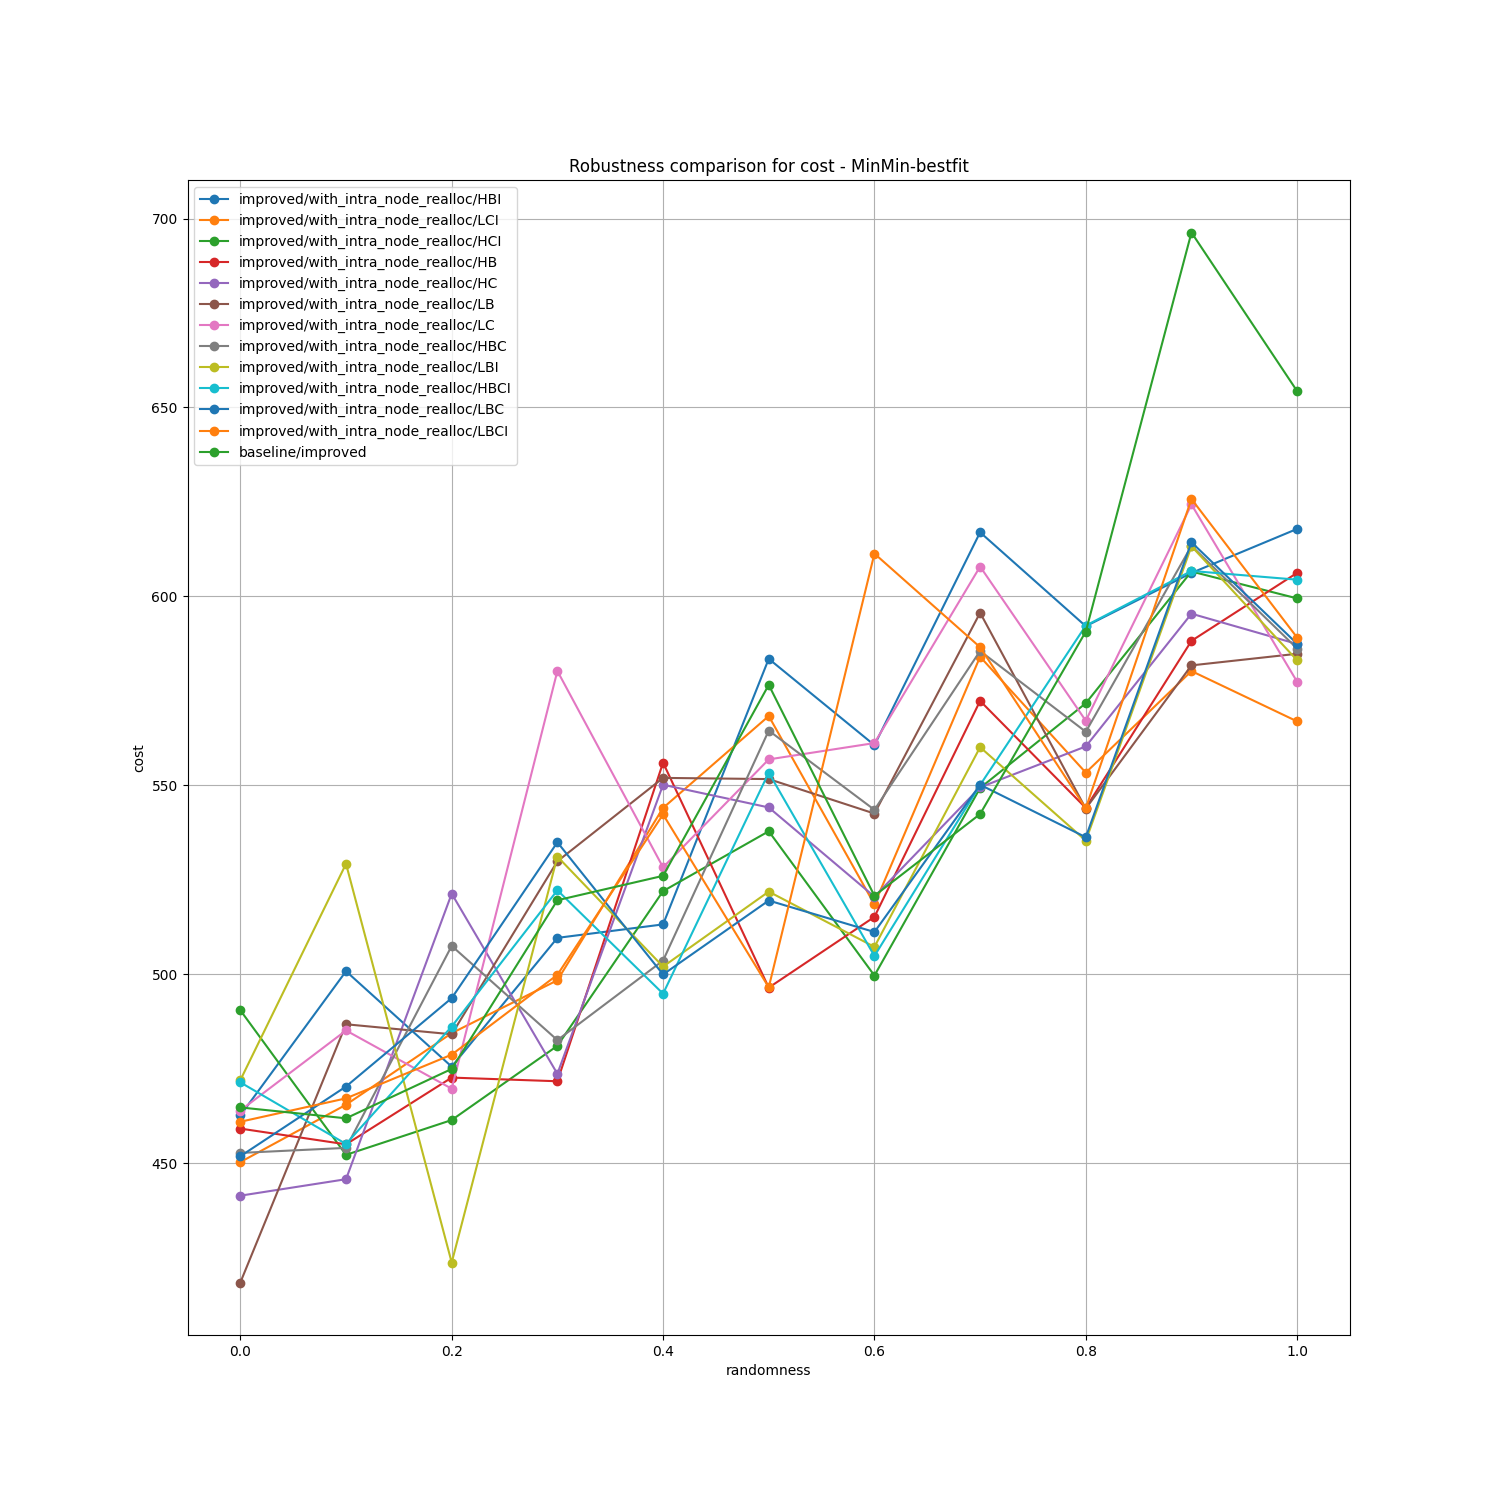 Robustness comparison for cost - MinMin-bestfit
improved/with_intra_node_realloc/HBI
improved/with_intra_node_realloc/LCI
improved/with_intra_node_realloc/HCI
improved/with_intra_node_realloc/HB
improved/with_intra_node_realloc/HC
improved/with_intra_node_realloc/LB
improved/with_intra_node_realloc/LC
improved/with_intra_node_realloc/HBC
improved/with_intra_node_realloc/LBI
improved/with_intra_node_realloc/HBCI
improved/with_intra_node_realloc/LBC
improved/with_intra_node_realloc/LBCI
baseline/improved
700
650
600
550
500
450
cost
0.0 0.2 0.4 0.6 0.8 1.0
randomness